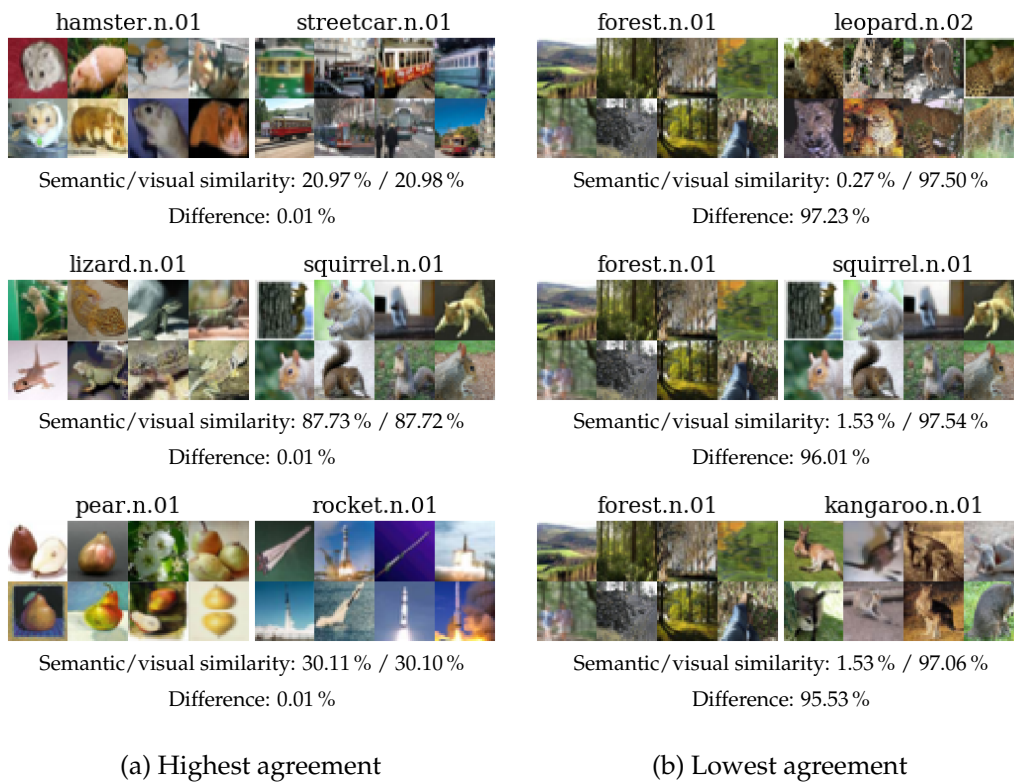 hamster.n.01 streetcar.n.01
Semantic/visual similarity: 20.97 % / 20.98 %
Difference: 0.01 %
lizard.n.01 squirrel.n.01
Semantic/visual similarity: 87.73 % / 87.72 %
Difference: 0.01 %
pear.n.01 rocket.n.01
Semantic/visual similarity: 30.11 % / 30.10 %
Difference: 0.01 %
(a) Highest agreement
forest.n.01 leopard.n.02
Semantic/visual similarity: 0.27 % / 97.50 %
Difference: 97.23 %
forest.n.01 squirrel.n.01
Semantic/visual similarity: 1.53 % / 97.54 %
Difference: 96.01 %
forest.n.01 kangaroo.n.01
Semantic/visual similarity: 1.53 % / 97.06 %
Difference: 95.53 %
(b) Lowest agreement